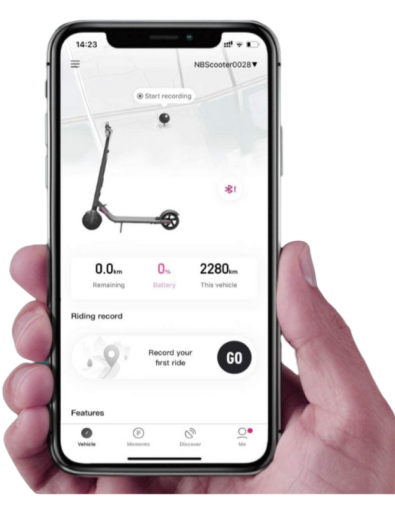 14:23
NBScooter0028▼
Start recording
0.0km
0%
2280km
Remaining
Battery
This vehicle
Riding record
Record your
first ride
GO
Features
Vehicle
Moments
Discover
Me